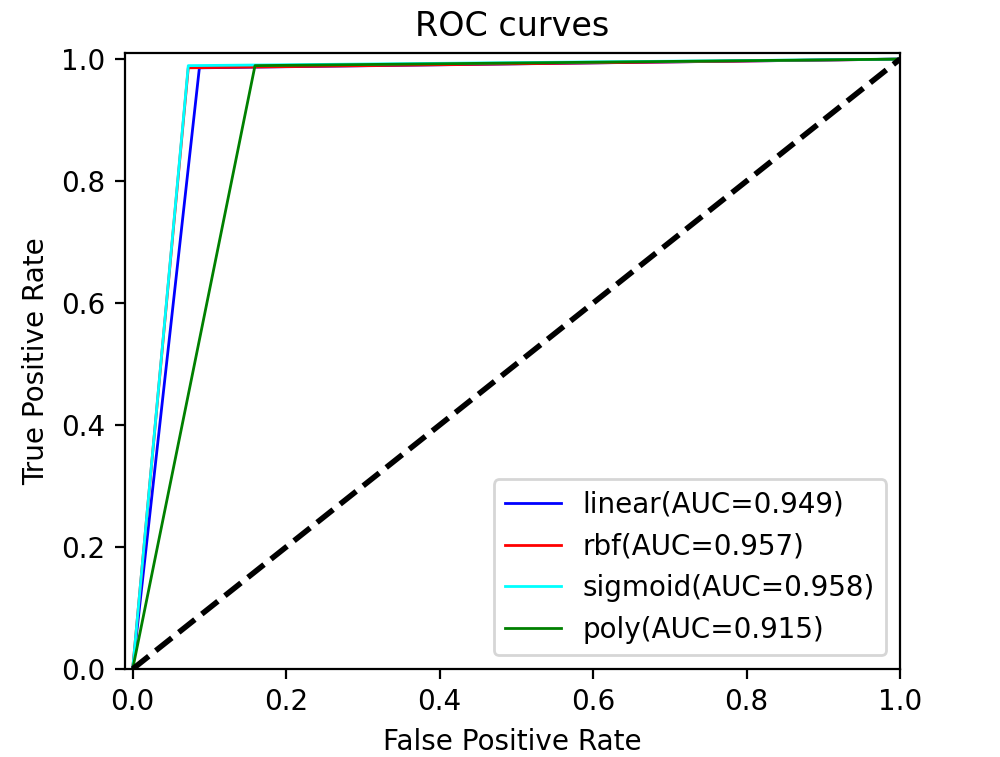 ROC curves
True Positive Rate
1.0
0.8
0.6
0.4
0.2
0.0
linear(AUC=0.949)
rbf(AUC=0.957)
sigmoid(AUC=0.958)
poly(AUC=0.915)
0.0 0.2 0.4 0.6 0.8 1.0
False Positive Rate